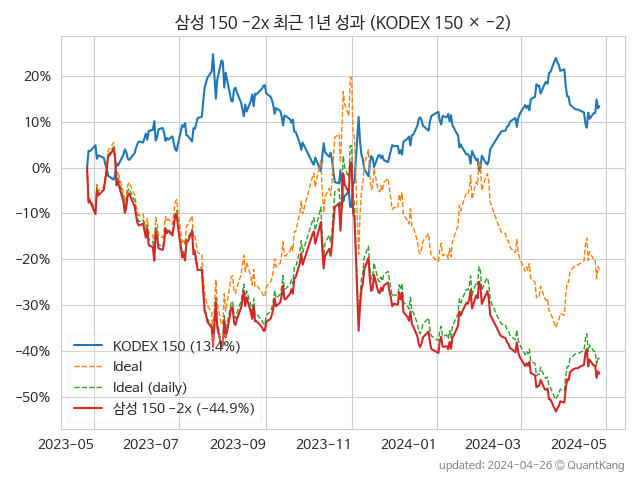 삼성 150 −2x 최근 1년 성과 (KODEX 150 × −2)
20%
10%
0%
−10%
−20%
−30%
−40%
−50%
KODEX 150 (13.4%)
Ideal
Ideal (daily)
삼성 150 −2x (−44.9%)
2023-05 2023-07 2023-09 2023-11 2024-01 2024-03 2024-05
updated: 2024-04-26 © QuantKang